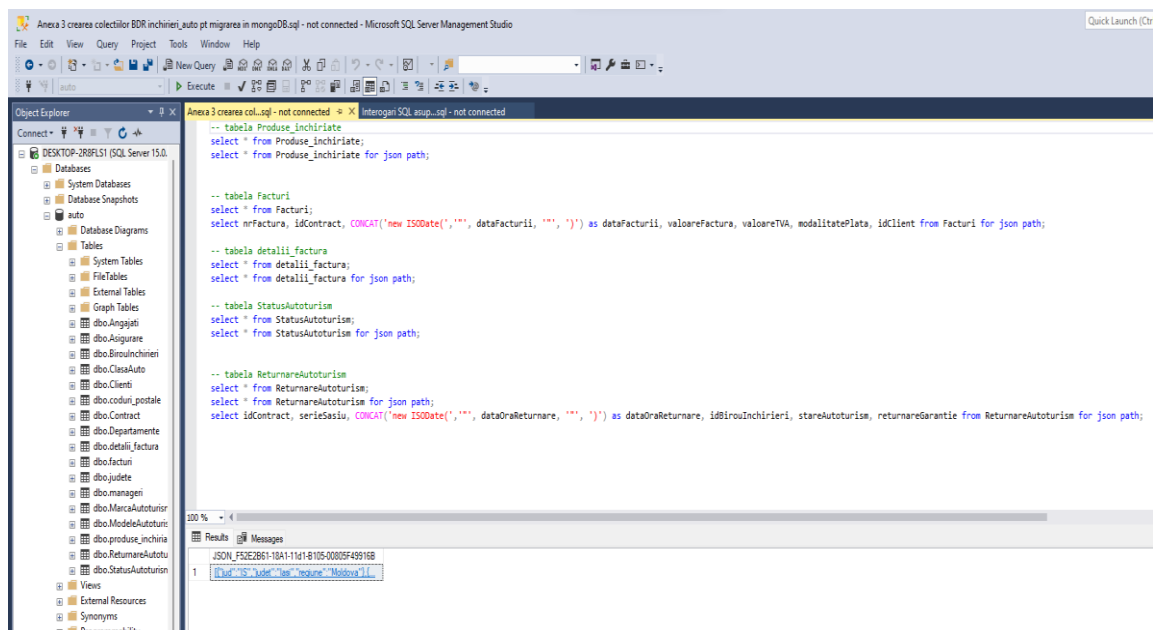 Anexa 3 crearea colectiilor BDR inchirieri_auto pt migrarea in mongoDB.sql - not connected - Microsoft SQL Server Management Studio
Quick Launch (Ctr
File Edit View Query Project Tools Window Help
New Query
auto
Execute
Object Explorer
Connect
DESKTOP-2R8FLS1 (SQL Server 15.0.
Databases
System Databases
Database Snapshots
auto
Database Diagrams
Tables
System Tables
FileTables
External Tables
Graph Tables
dbo.Angajati
dbo.Asigurare
dbo.BirouInchirieri
dbo.ClasaAuto
dbo.Clienti
dbo.coduri_postale
dbo.Contract
dbo.Departamente
dbo.detalii_factura
dbo.facturi
dbo.judete
dbo.manageri
dbo.MarcaAutoturisr
dbo.ModeleAutoturis
dbo.produse_inchiria
dbo.ReturnareAutotu
dbo.StatusAutoturisn
Views
External Resources
Synonyms
Anexa 3 crearea col...sql - not connected
Interogari SQL asup...sql - not connected
-- tabela Produse_inchiriate
select * from Produse_inchiriate;
select * from Produse_inchiriate for json path;
-- tabela Facturi
select * from Facturi;
select nrFactura, idContract, CONCAT('new ISODate(','"', dataFacturii, '"', ')') as dataFacturii, valoareFactura, valoareTVA, modalitatePlata, idClient from Facturi for json path;
-- tabela detalii_factura
select * from detalii_factura;
select * from detalii_factura for json path;
-- tabela StatusAutoturism
select * from StatusAutoturism;
select * from StatusAutoturism for json path;
-- tabela ReturnareAutoturism
select * from ReturnareAutoturism;
select * from ReturnareAutoturism for json path;
select idContract, serieSasiu, CONCAT('new ISODate(','"', dataOraReturnare, '"', ')') as dataOraReturnare, idBirouInchirieri, stareAutoturism, returnareGarantie from ReturnareAutoturism for json path;
100 %
Results Messages
JSON_F52E2B61-18A1-11d1-B105-00805F49916B
1 [{"jud":"IS","judet":"Iasi","regiune":"Moldova"},{...